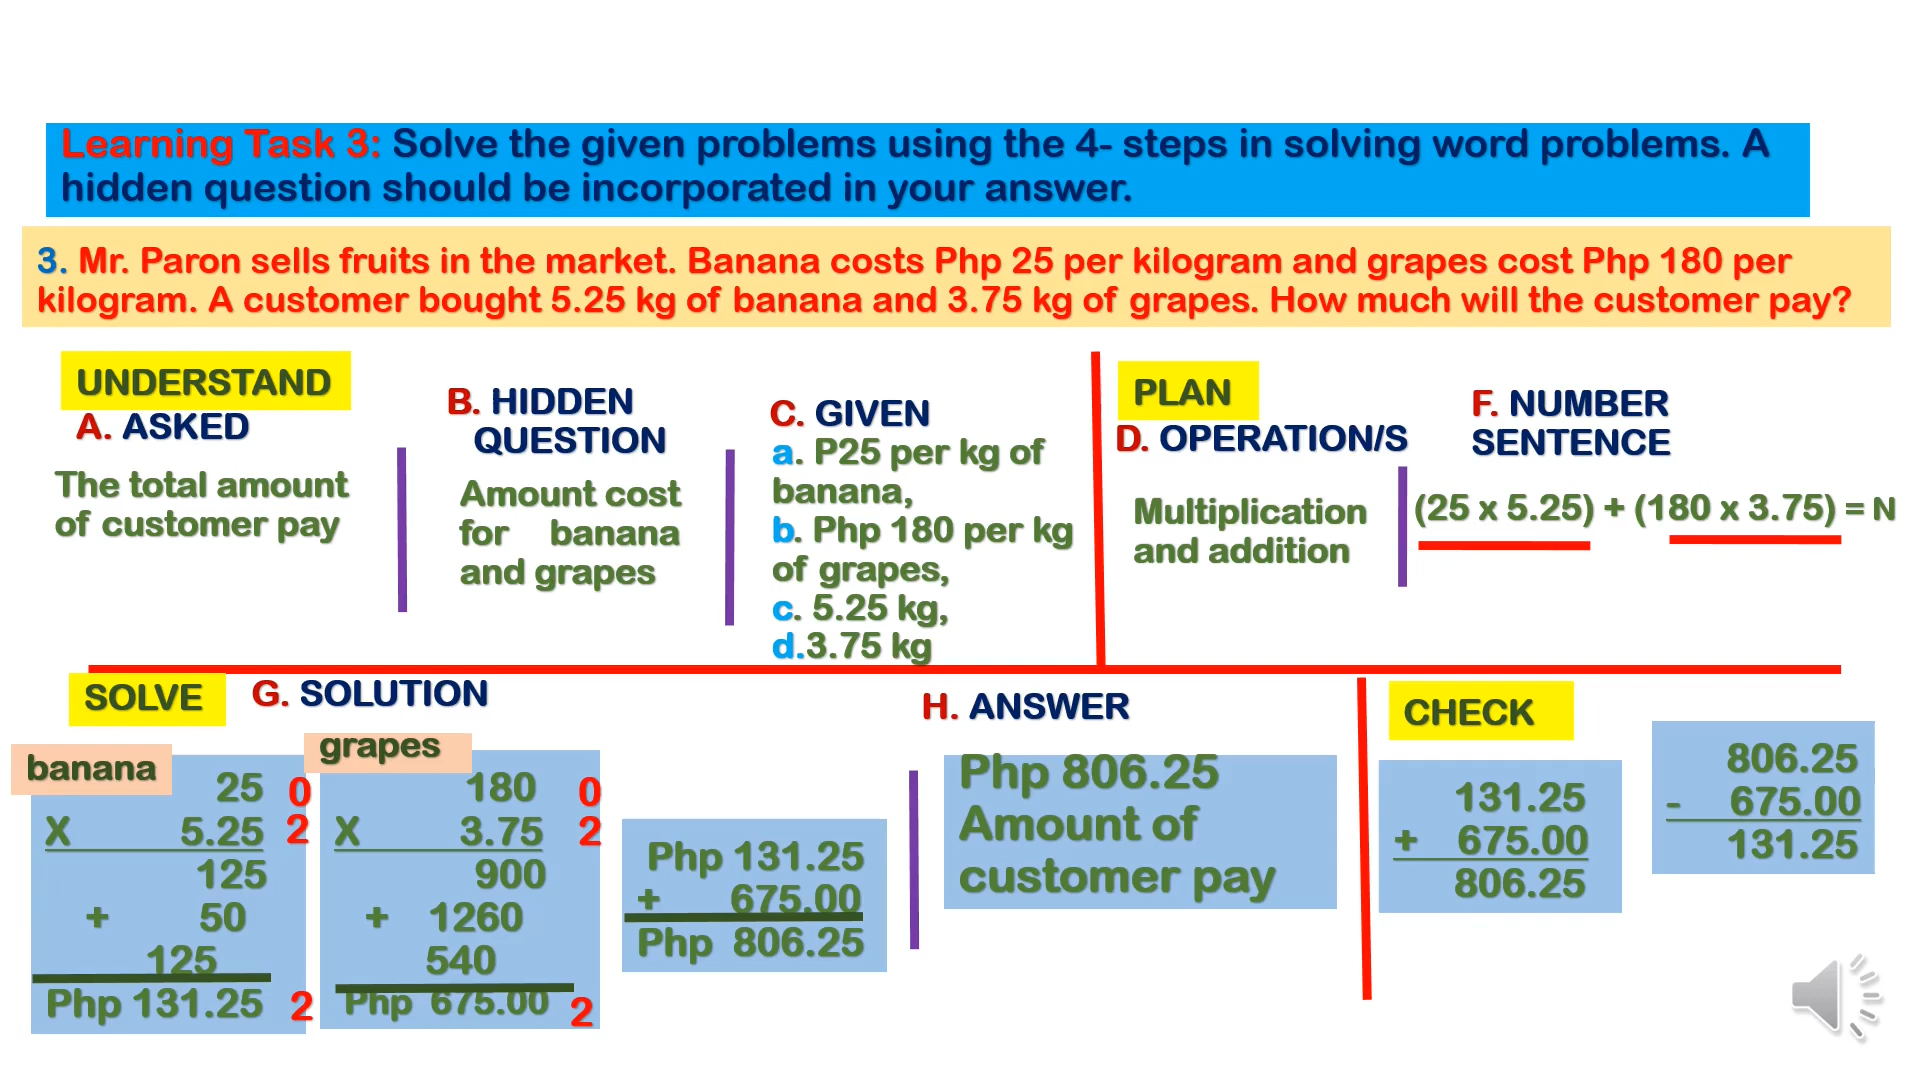 Learning Task 3: Solve the given problems using the 4- steps in solving word problems. A
hidden question should be incorporated in your answer.
3. Mr. Paron sells fruits in the market. Banana costs Php 25 per kilogram and grapes cost Php 180 per
kilogram. A customer bought 5.25 kg of banana and 3.75 kg of grapes. How much will the customer pay?
UNDERSTAND
A. ASKED
The total amount
of customer pay
B. HIDDEN
QUESTION
Amount cost
for banana
and grapes
C. GIVEN
a. P25 per kg of
banana,
b. Php 180 per kg
of grapes,
c. 5.25 kg,
d.3.75 kg
PLAN
D. OPERATION/S
Multiplication
and addition
F. NUMBER
SENTENCE
(25 x 5.25) + (180 x 3.75) = N
SOLVE
G. SOLUTION
banana
25 0
X 5.25 2
125
+ 50
125
Php 131.25 2
grapes
180 0
X 3.75 2
900
+ 1260
540
Php 675.00 2
Php 131.25
+ 675.00
Php 806.25
H. ANSWER
Php 806.25
Amount of
customer pay
CHECK
131.25
+ 675.00
806.25
806.25
- 675.00
131.25